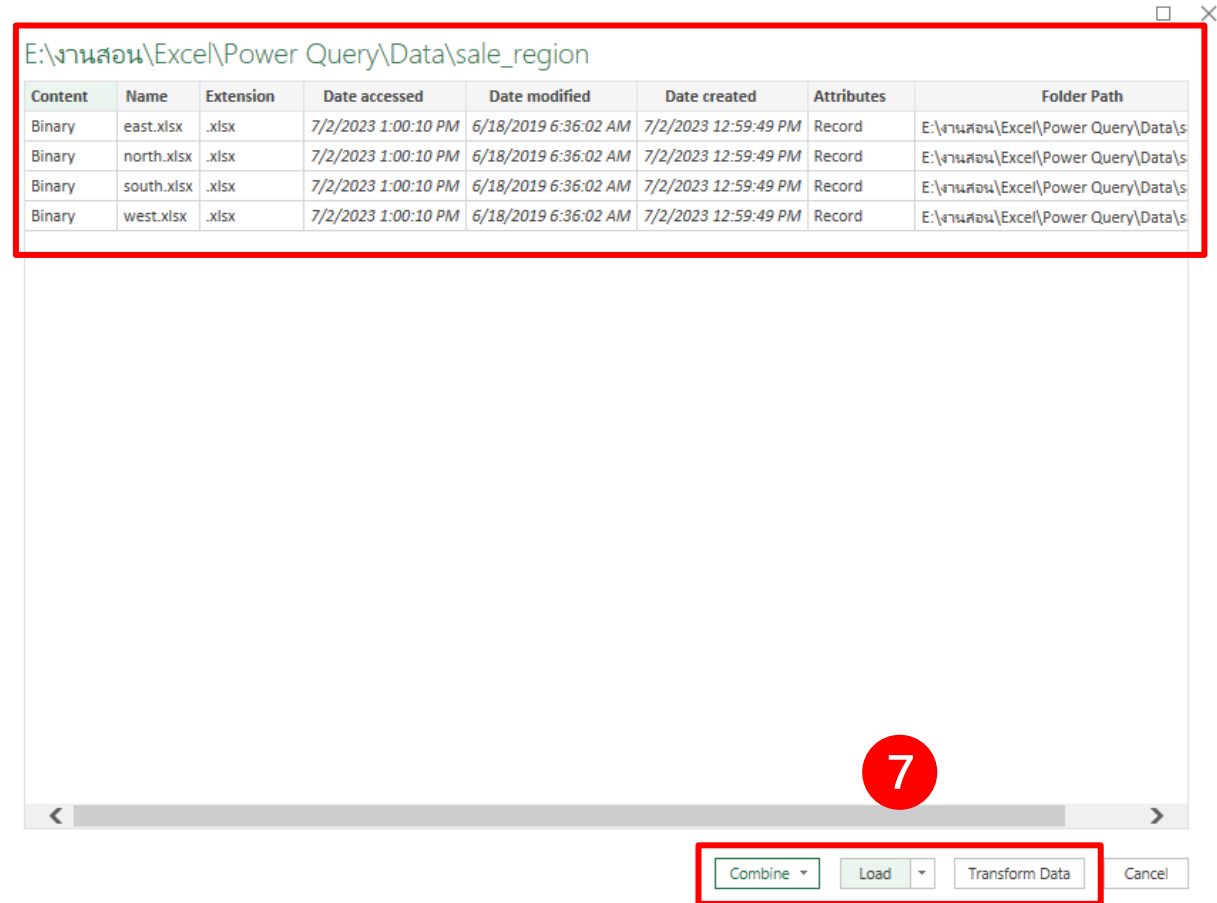 E:\งานสอน\Excel\Power Query\Data\sale_region
Content Name Extension Date accessed Date modified Date created Attributes Folder Path
Binary east.xlsx .xlsx 7/2/2023 1:00:10 PM 6/18/2019 6:36:02 AM 7/2/2023 12:59:49 PM Record E:\งานสอน\Excel\Power Query\Data\s
Binary north.xlsx .xlsx 7/2/2023 1:00:10 PM 6/18/2019 6:36:02 AM 7/2/2023 12:59:49 PM Record E:\งานสอน\Excel\Power Query\Data\s
Binary south.xlsx .xlsx 7/2/2023 1:00:10 PM 6/18/2019 6:36:02 AM 7/2/2023 12:59:49 PM Record E:\งานสอน\Excel\Power Query\Data\s
Binary west.xlsx .xlsx 7/2/2023 1:00:10 PM 6/18/2019 6:36:02 AM 7/2/2023 12:59:49 PM Record E:\งานสอน\Excel\Power Query\Data\s
7
Combine Load Transform Data Cancel